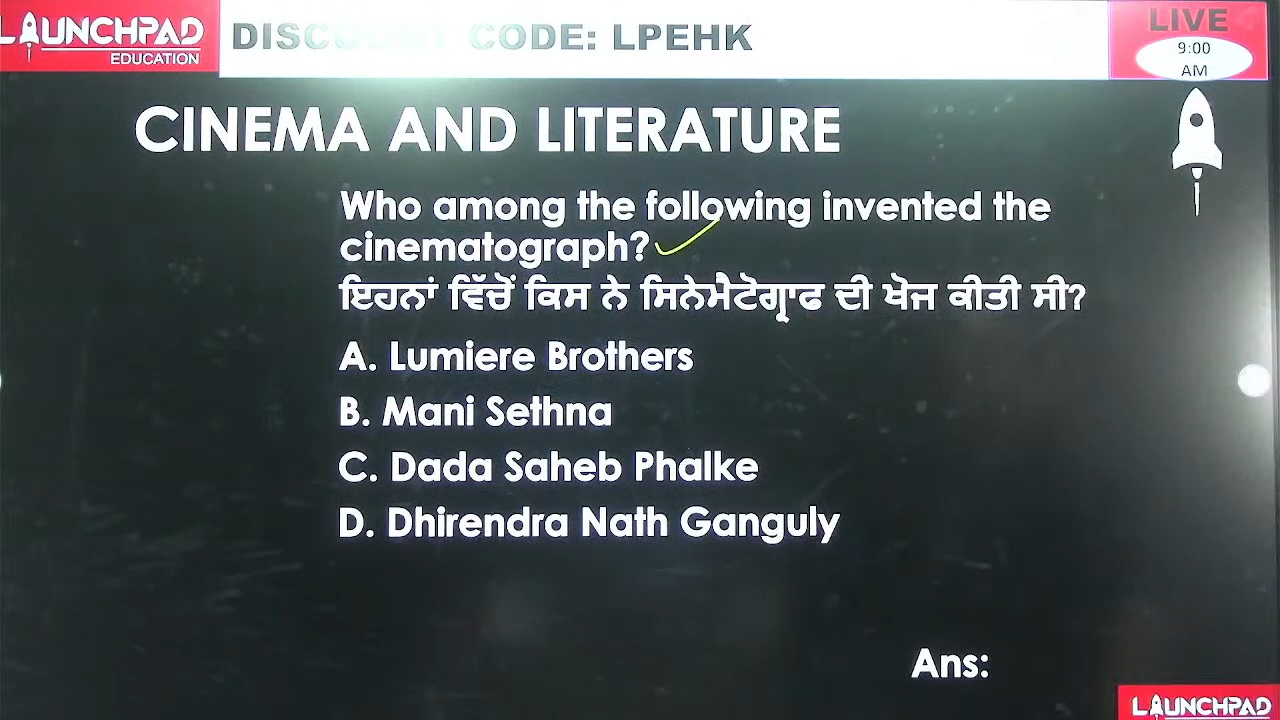 LAUNCHPAD
EDUCATION
DISCOUNT CODE: LPEHK
LIVE
9:00
AM
CINEMA AND LITERATURE
Who among the following invented the
cinematograph?
ਇਹਨਾਂ ਵਿੱਚੋਂ ਕਿਸ ਨੇ ਸਿਨੇਮੈਟੋਗ੍ਰਾਫ ਦੀ ਖੋਜ ਕੀਤੀ ਸੀ?
A. Lumiere Brothers
B. Mani Sethna
C. Dada Saheb Phalke
D. Dhirendra Nath Ganguly
Ans:
LAUNCHPAD